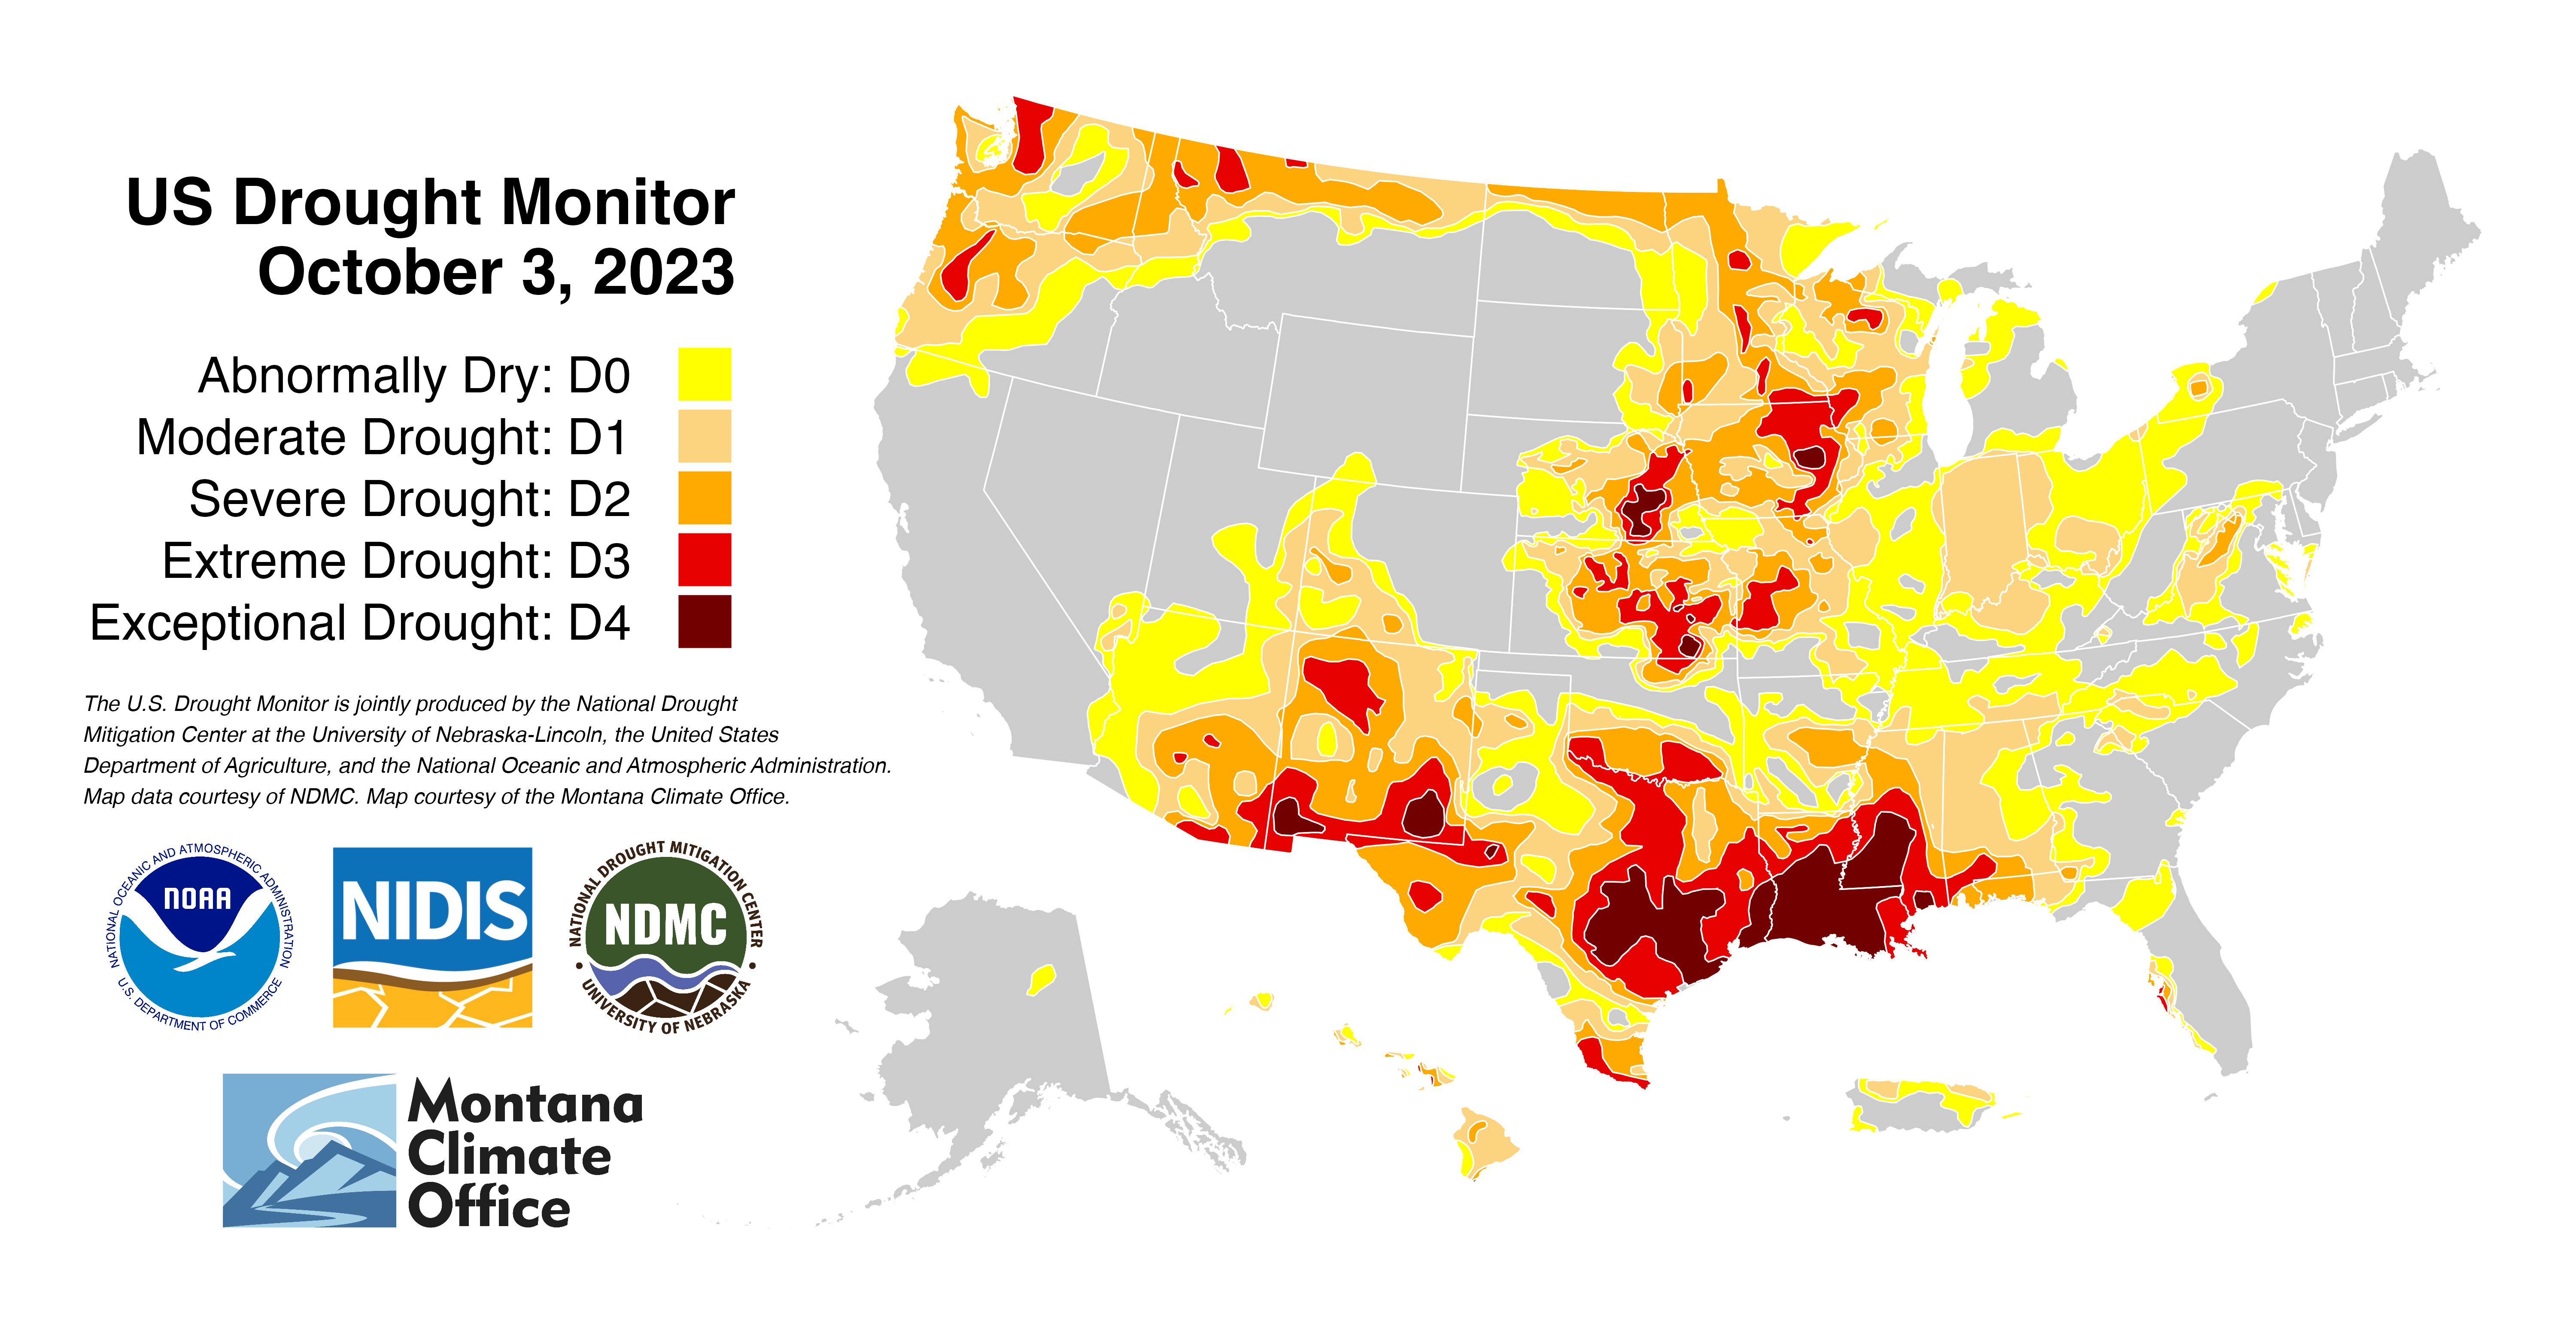 US Drought Monitor
October 3, 2023
Abnormally Dry: D0
Moderate Drought: D1
Severe Drought: D2
Extreme Drought: D3
Exceptional Drought: D4
The U.S. Drought Monitor is jointly produced by the National Drought
Mitigation Center at the University of Nebraska-Lincoln, the United States
Department of Agriculture, and the National Oceanic and Atmospheric Administration.
Map data courtesy of NDMC. Map courtesy of the Montana Climate Office.
NATIONAL OCEANIC AND ATMOSPHERIC ADMINISTRATION
NOAA
U.S. DEPARTMENT OF COMMERCE
NIDIS
NATIONAL DROUGHT MITIGATION CENTER
NDMC
UNIVERSITY OF NEBRASKA
Montana
Climate
Office